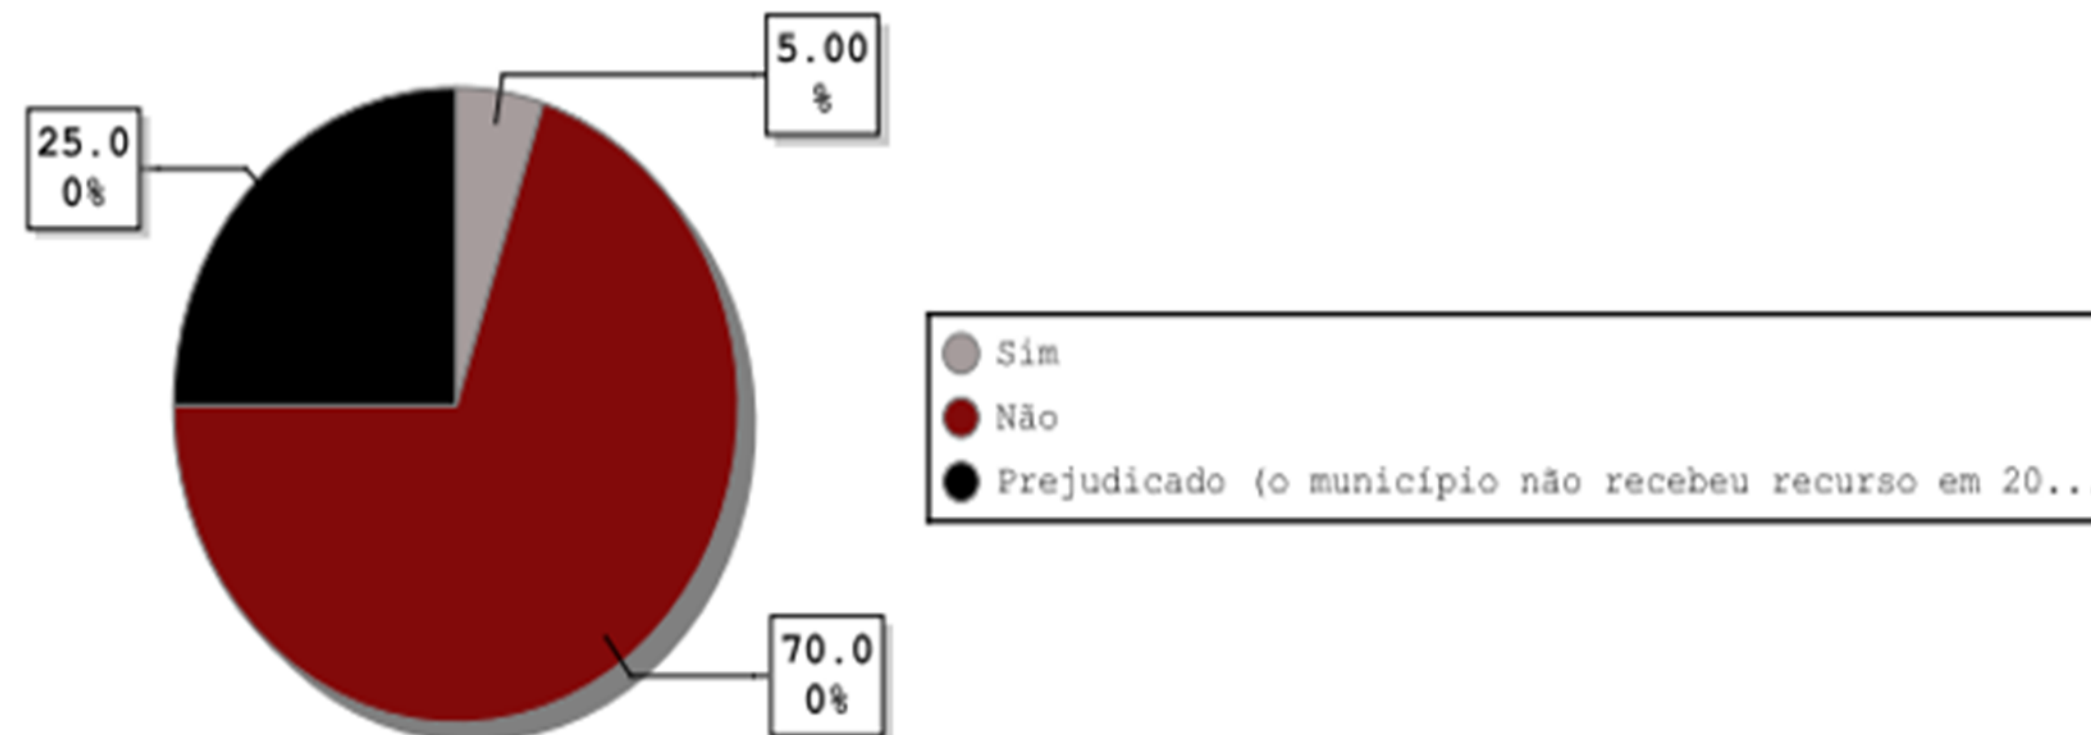 5.00
%
25.0
0%
Sim
Não
Prejudicado (o município não recebeu recurso em 20...
70.0
0%